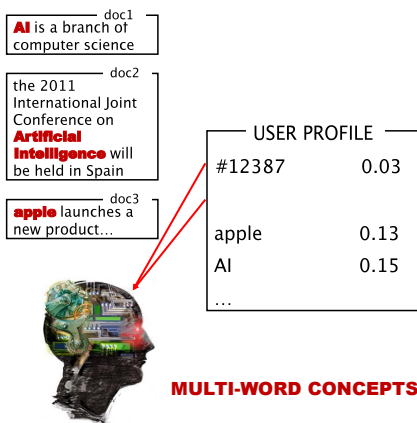 doc1
AI is a branch of
computer science
doc2
the 2011
International Joint
Conference on
Artificial
Intelligence will
be held in Spain
doc3
apple launches a
new product…
USER PROFILE
#12387 0.03
apple 0.13
AI 0.15
…
MULTI-WORD CONCEPTS